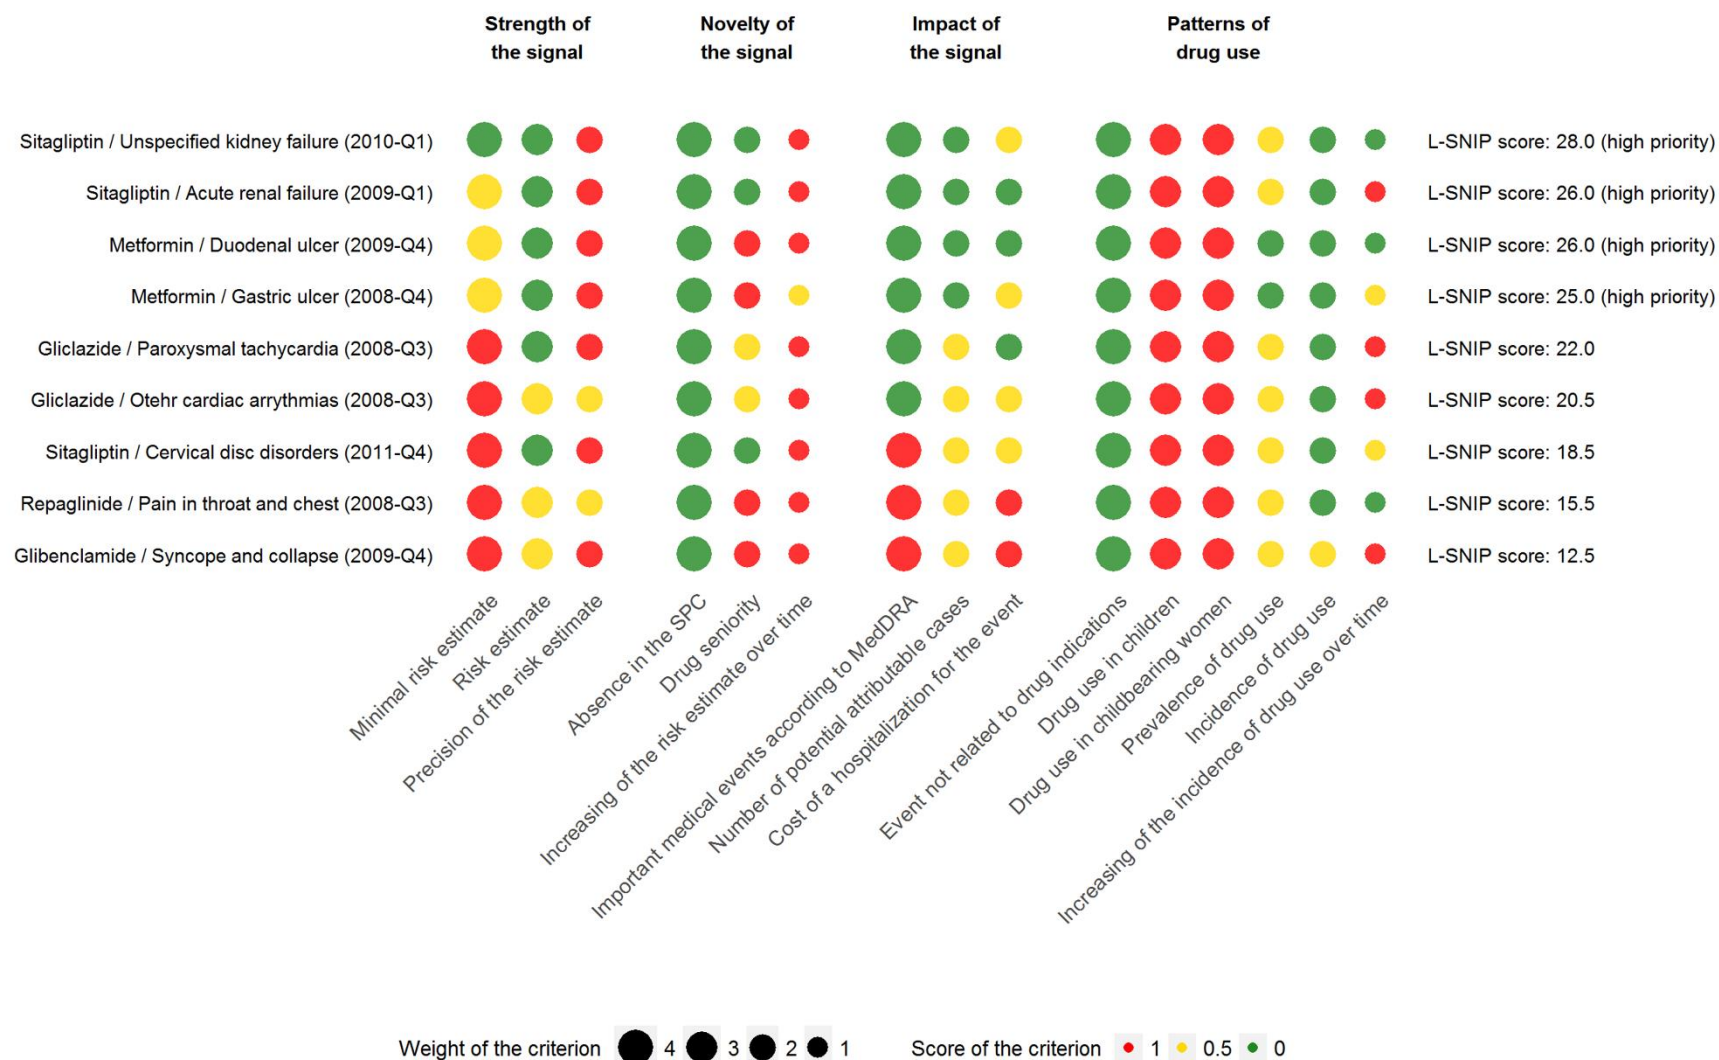 Strength of
the signal
Novelty of
the signal
Impact of
the signal
Patterns of
drug use
Sitagliptin / Unspecified kidney failure (2010-Q1)
L-SNIP score: 28.0 (high priority)
Sitagliptin / Acute renal failure (2009-Q1)
L-SNIP score: 26.0 (high priority)
Metformin / Duodenal ulcer (2009-Q4)
L-SNIP score: 26.0 (high priority)
Metformin / Gastric ulcer (2008-Q4)
L-SNIP score: 25.0 (high priority)
Gliclazide / Paroxysmal tachycardia (2008-Q3)
L-SNIP score: 22.0
Gliclazide / Otehr cardiac arrythmias (2008-Q3)
L-SNIP score: 20.5
Sitagliptin / Cervical disc disorders (2011-Q4)
L-SNIP score: 18.5
Repaglinide / Pain in throat and chest (2008-Q3)
L-SNIP score: 15.5
Glibenclamide / Syncope and collapse (2009-Q4)
L-SNIP score: 12.5
Minimal risk estimate
Risk estimate
Precision of the risk estimate
Absence in the SPC
Drug seniority
Increasing of the risk estimate over time
Important medical events according to MedDRA
Number of potential attributable cases
Cost of a hospitalization for the event
Event not related to drug indications
Drug use in children
Drug use in childbearing women
Prevalence of drug use
Incidence of drug use
Increasing of the incidence of drug use over time
Weight of the criterion 4 3 2 1
Score of the criterion 1 0.5 0